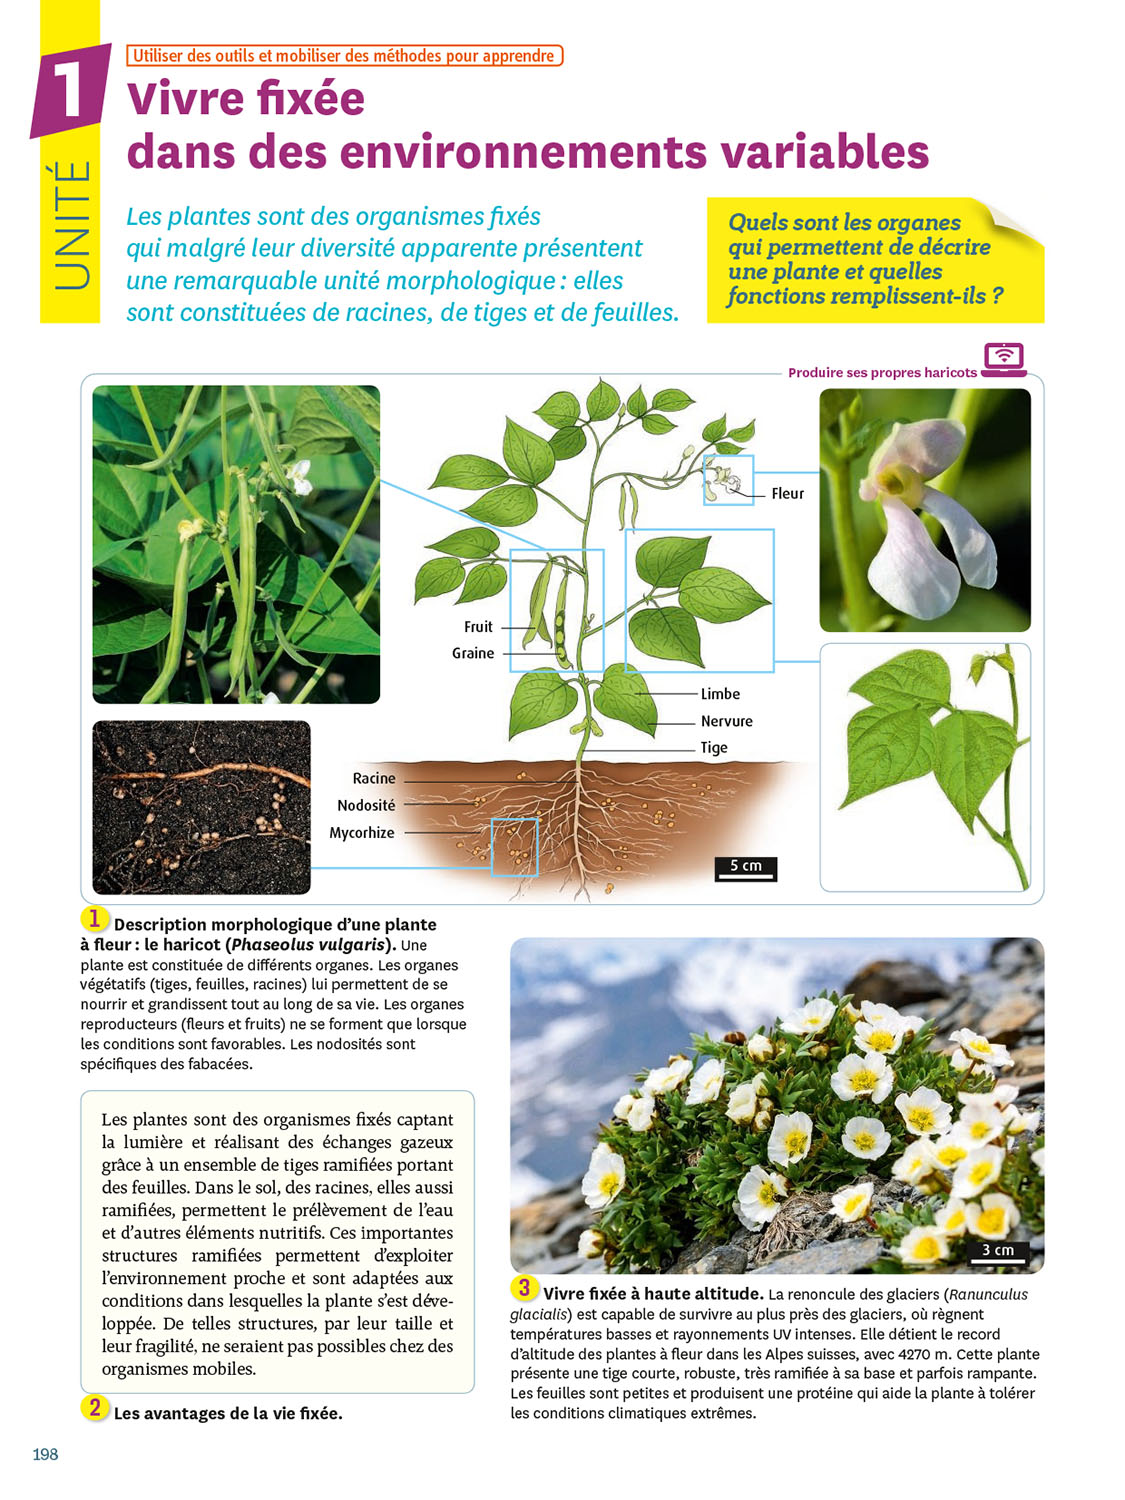 Utiliser des outils et mobiliser des méthodes pour apprendre
1
UNITÉ
Vivre fixée
dans des environnements variables
Les plantes sont des organismes fixés
qui malgré leur diversité apparente présentent
une remarquable unité morphologique : elles
sont constituées de racines, de tiges et de feuilles.
Quels sont les organes
qui permettent de décrire
une plante et quelles
fonctions remplissent-ils ?
Produire ses propres haricots
Fleur
Fruit
Graine
Limbe
Nervure
Tige
Racine
Nodosité
Mycorhize
5 cm
1 Description morphologique d'une plante
à fleur : le haricot (Phaseolus vulgaris). Une
plante est constituée de différents organes. Les organes
végétatifs (tiges, feuilles, racines) lui permettent de se
nourrir et grandissent tout au long de sa vie. Les organes
reproducteurs (fleurs et fruits) ne se forment que lorsque
les conditions sont favorables. Les nodosités sont
spécifiques des fabacées.
Les plantes sont des organismes fixés captant
la lumière et réalisant des échanges gazeux
grâce à un ensemble de tiges ramifiées portant
des feuilles. Dans le sol, des racines, elles aussi
ramifiées, permettent le prélèvement de l'eau
et d'autres éléments nutritifs. Ces importantes
structures ramifiées permettent d'exploiter
l'environnement proche et sont adaptées aux
conditions dans lesquelles la plante s'est déve-
loppée. De telles structures, par leur taille et
leur fragilité, ne seraient pas possibles chez des
organismes mobiles.
2 Les avantages de la vie fixée.
3 cm
3 Vivre fixée à haute altitude. La renoncule des glaciers (Ranunculus
glacialis) est capable de survivre au plus près des glaciers, où règnent
températures basses et rayonnements UV intenses. Elle détient le record
d'altitude des plantes à fleur dans les Alpes suisses, avec 4270 m. Cette plante
présente une tige courte, robuste, très ramifiée à sa base et parfois rampante.
Les feuilles sont petites et produisent une protéine qui aide la plante à tolérer
les conditions climatiques extrêmes.
198